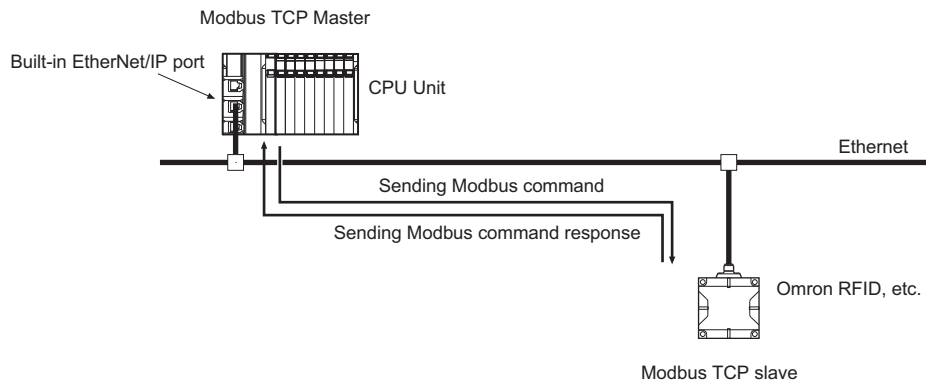 Modbus TCP Master
Built-in EtherNet/IP port
CPU Unit
Ethernet
Sending Modbus command
Sending Modbus command response
Omron RFID, etc.
Modbus TCP slave